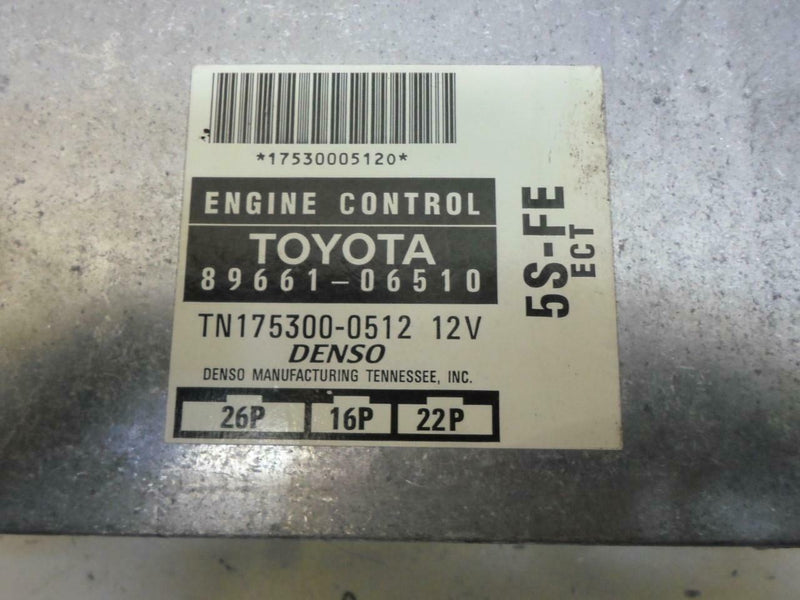 *17530005120*
ENGINE CONTROL
TOYOTA
89661-06510
TN175300-0512 12V
DENSO
DENSO MANUFACTURING TENNESSEE, INC.
26P 16P 22P
5S-FE
ECT